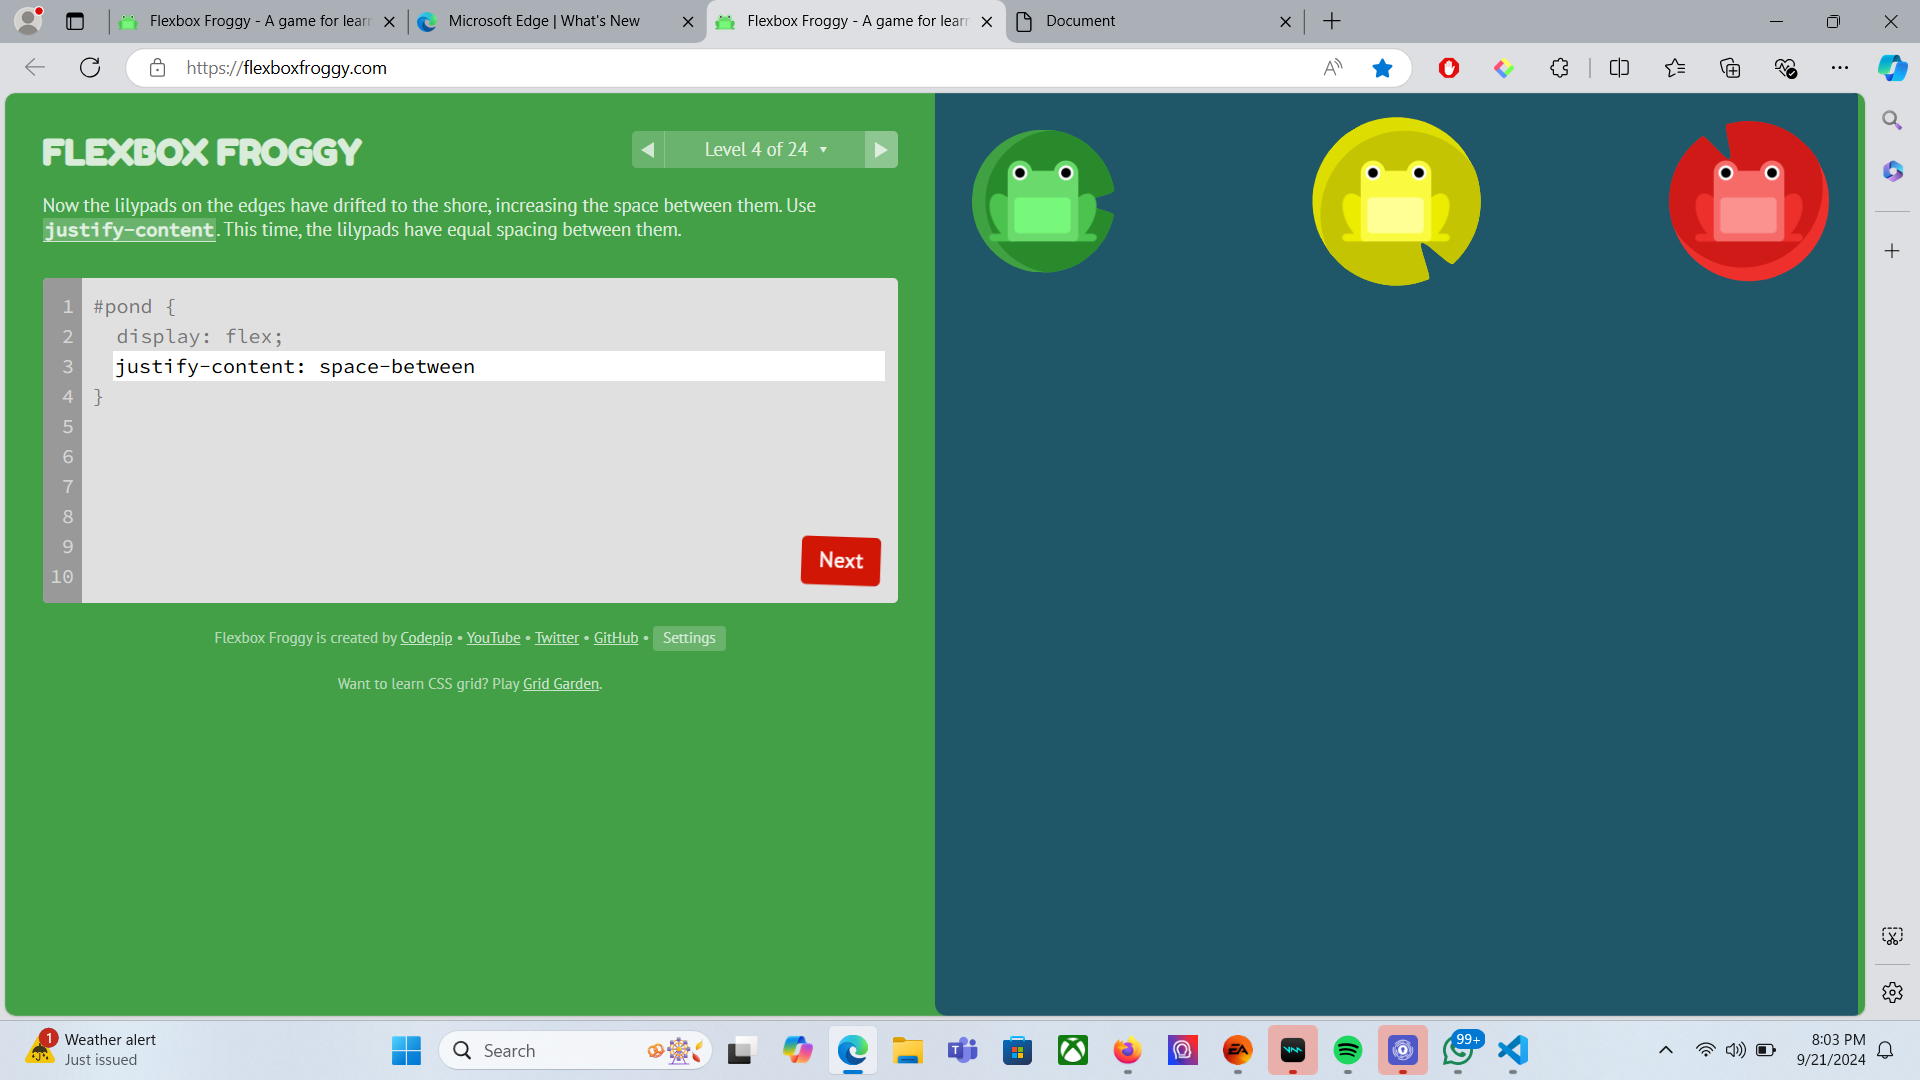 Flexbox Froggy - A game for learn
Microsoft Edge | What's New
Flexbox Froggy - A game for learn
Document
https://flexboxfroggy.com
FLEXBOX FROGGY
Level 4 of 24
Now the lilypads on the edges have drifted to the shore, increasing the space between them. Use
justify-content. This time, the lilypads have equal spacing between them.
1 #pond {
2 display: flex;
3 justify-content: space-between
4 }
5
6
7
8
9
10
Next
Flexbox Froggy is created by Codepip • YouTube • Twitter • GitHub • Settings
Want to learn CSS grid? Play Grid Garden.
1
Weather alert
Just issued
Search
T
EA
99+
8:03 PM
9/21/2024